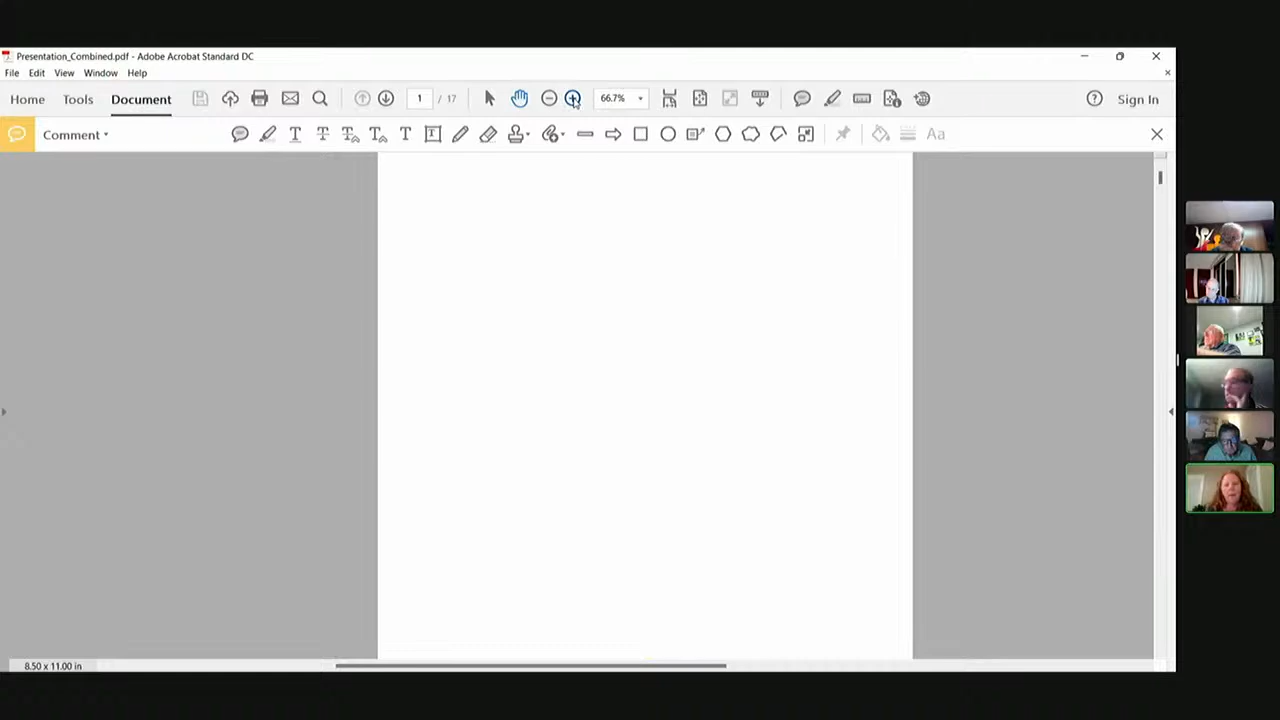 Presentation_Combined.pdf - Adobe Acrobat Standard DC
File Edit View Window Help
Home Tools Document 1 / 17 66.7% Sign In
Comment Aa
8.50 x 11.00 in